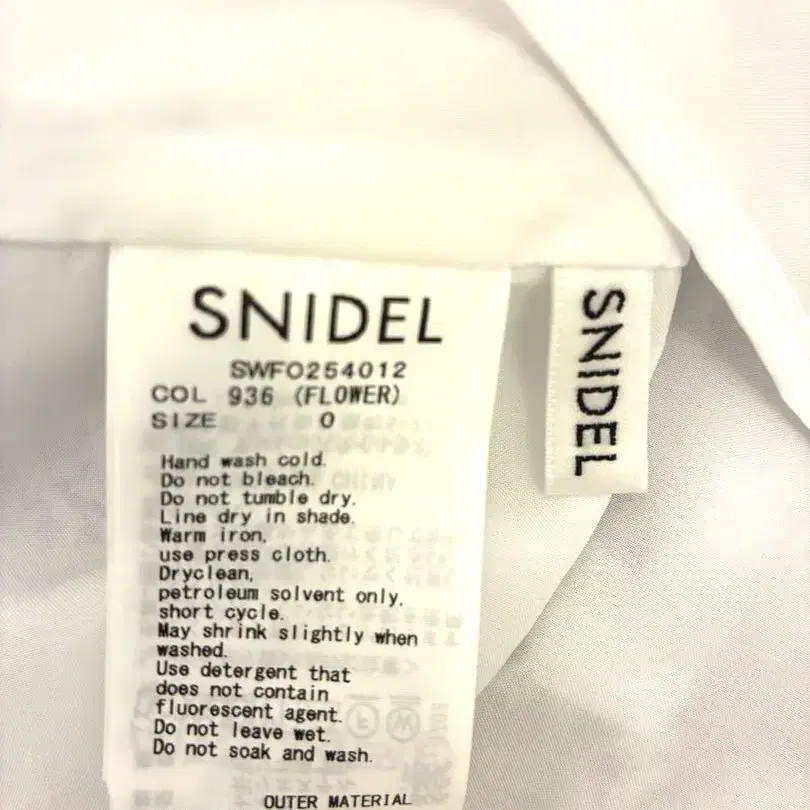 SNIDEL
SWFO254012
COL 936 (FLOWER)
SIZE 0
Hand wash cold.
Do not bleach.
Do not tumble dry.
Line dry in shade.
Warm iron,
use press cloth.
Dryclean,
petroleum solvent only,
short cycle.
May shrink slightly when
washed.
Use detergent that
does not contain
fluorescent agent.
Do not leave wet.
Do not soak and wash.
OUTER MATERIAL
SNIDEL